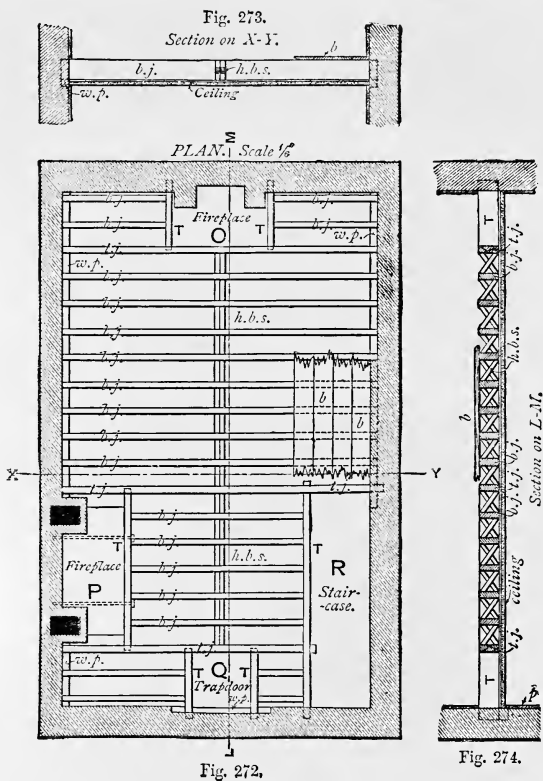 Fig. 273.
Section on X-Y.
b
b.j.
h.b.s.
w.p.
Ceiling
M
PLAN. Scale 1/6"
b.j.
b.j.
Fireplace
b.j.
T
O
T
b.j.
w.p.
t.j.
w.p.
b.j.
b.j.
h.b.s.
b.j.
b.j.
b.j.
b.j.
b
b.j.
b
b.j.
X
Y
t.j.
t.j.
b.j.
T
b.j.
T
Fireplace
h.b.s.
R
P
b.j.
Stair-
-case.
b.j.
b.j.
t.j.
w.p.
T
Q
T
Trapdoor
w.p.
L
Fig. 272.
T
b.j. t.j.
h.b.s.
b
b.j. t.j. b.j.
Section on L-M.
ceiling
t.j.
T
p
Fig. 274.